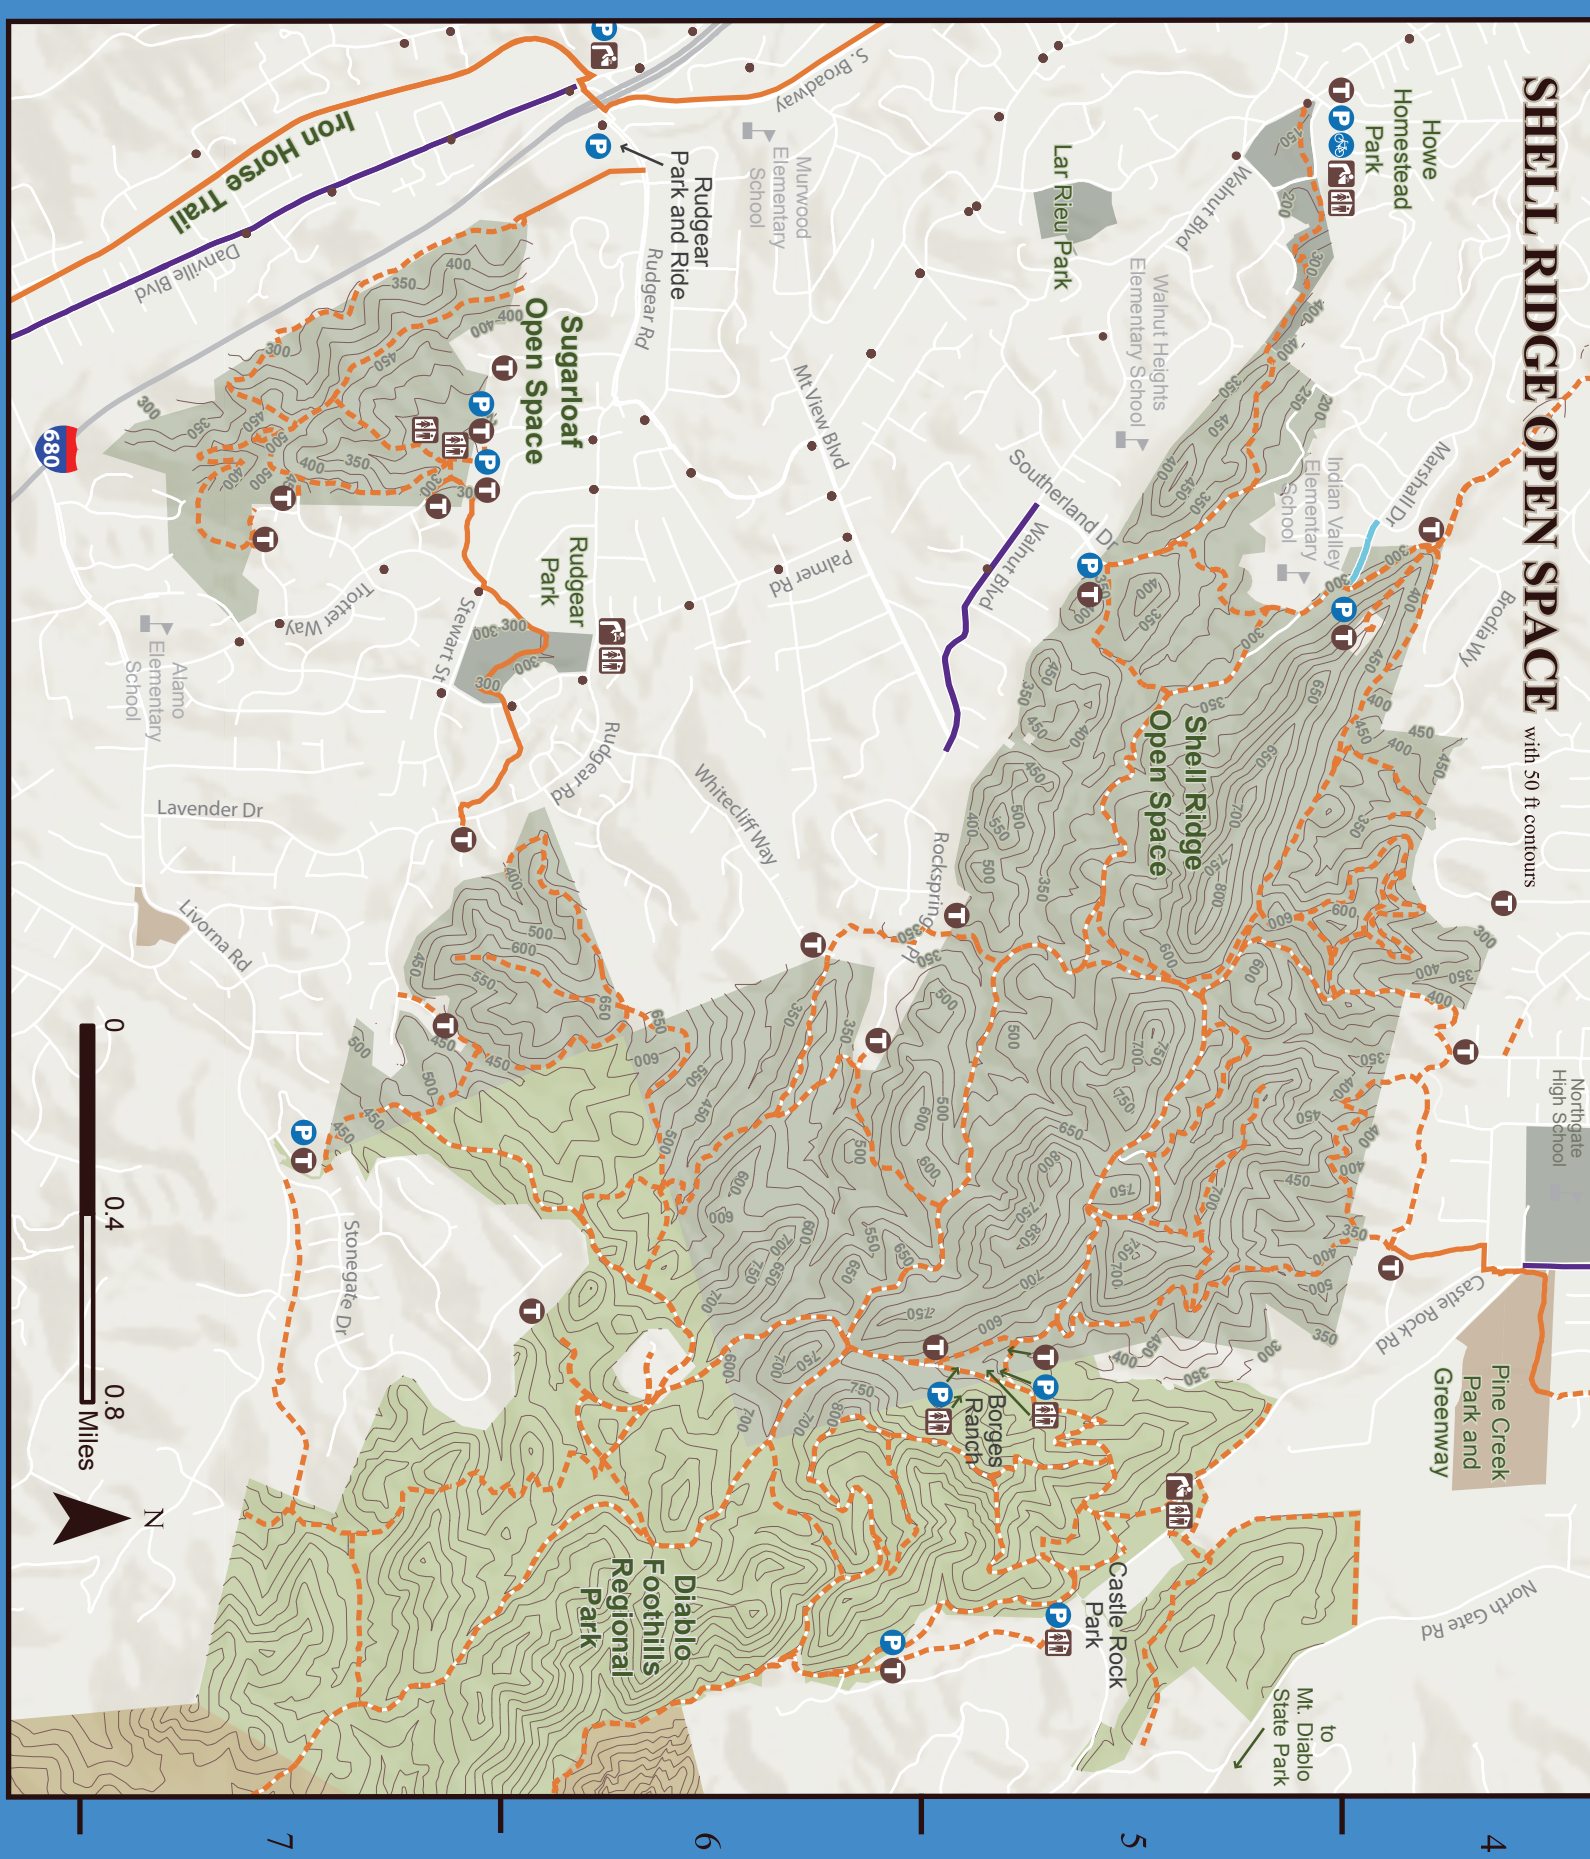 SHELL RIDGE OPEN SPACE with 50 ft contours
Howe
Homestead
Park
Lar Rieu Park
Walnut Blvd
S. Broadway
Murwood
Elementary
School
Rudgear
Park and Ride
Rudgear Rd
Iron Horse Trail
Danville Blvd
680
Sugarloaf
Open Space
Walnut Heights
Elementary School
Mt View Blvd
Southerland Dr
Walnut Blvd
Indian Valley
Elementary
School
Marshall Dr
Brodia Wy
Palmer Rd
Rudgear
Park
Trotter Way
Stewart St
Alamo
Elementary
School
Rudgear Rd
Whitecliff Way
Lavender Dr
Livorna Rd
Shell Ridge
Open Space
Northgate
High School
Castle Rock Rd
Pine Creek
Park and
Greenway
Stonegate Dr
Borges
Ranch
Castle Rock
Park
North Gate Rd
Diablo
Foothills
Regional
Park
to
Mt. Diablo
State Park
0
0.4
0.8
Miles
N
7
6
5
4